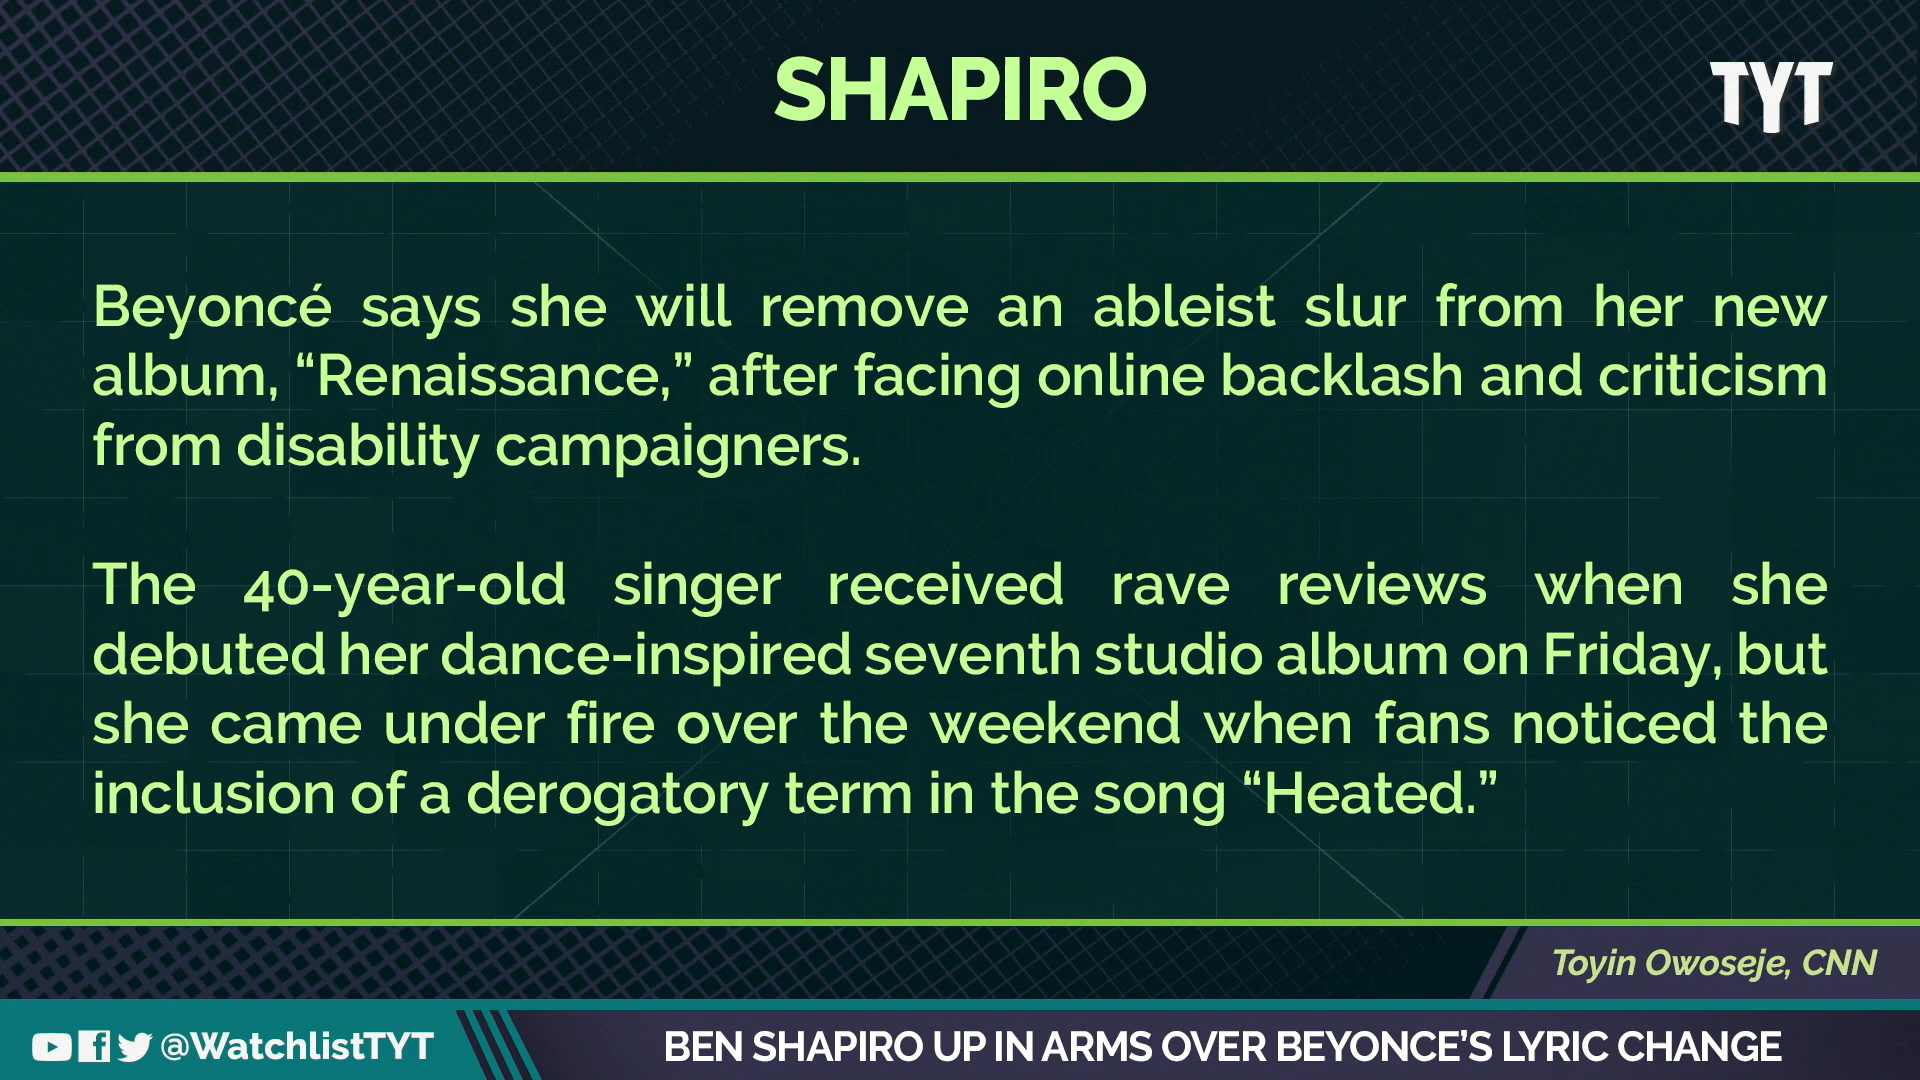 SHAPIRO
TYT
Beyoncé says she will remove an ableist slur from her new
album, “Renaissance,” after facing online backlash and criticism
from disability campaigners.
The 40-year-old singer received rave reviews when she
debuted her dance-inspired seventh studio album on Friday, but
she came under fire over the weekend when fans noticed the
inclusion of a derogatory term in the song “Heated.”
Toyin Owoseje, CNN
@WatchlistTYT
BEN SHAPIRO UP IN ARMS OVER BEYONCE’S LYRIC CHANGE